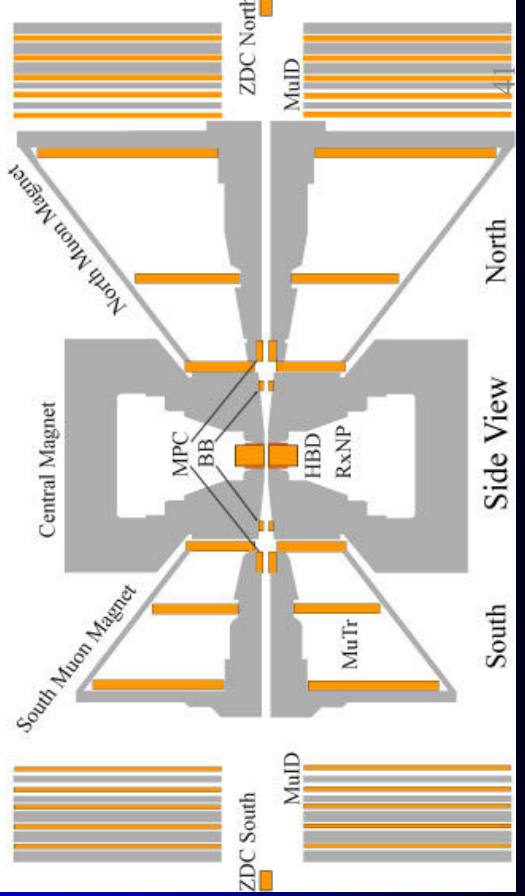 Central Magnet
South Muon Magnet
North Muon Magnet
MPC
BB
ZDC South
ZDC North
MuID
HBD
MuID
RxNP
MuTr
South
Side View
North
41